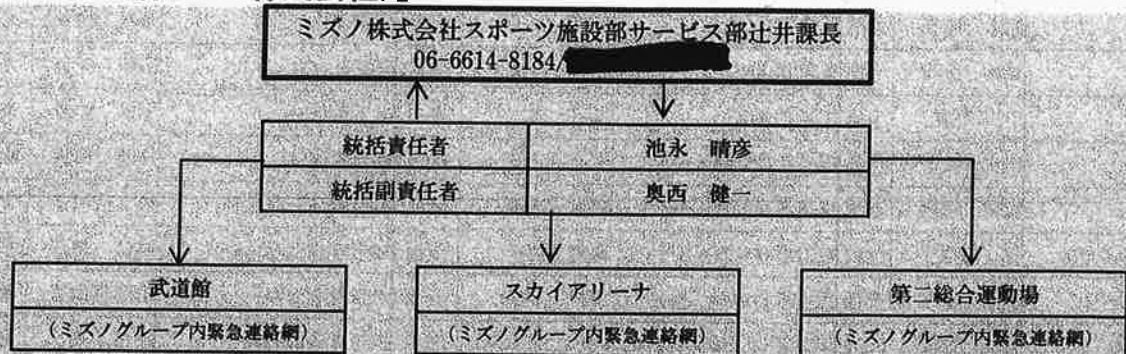 ミズノ株式会社スポーツ施設部サービス部辻井課長
06-6614-8184/
統括責任者 池永 晴彦
統括副責任者 奥西 健一
武道館 スカイアリーナ 第二総合運動場
(ミズノグループ内緊急連絡網) (ミズノグループ内緊急連絡網) (ミズノグループ内緊急連絡網)